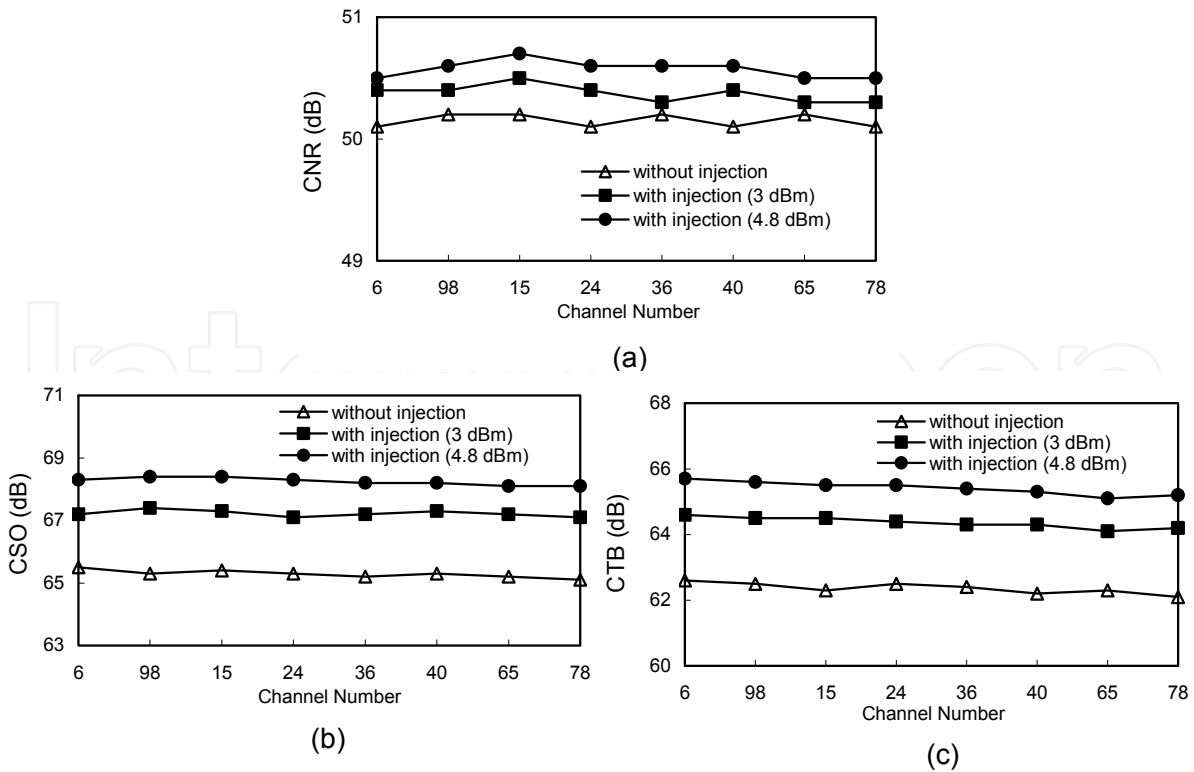 51
50
49
CNR (dB)
without injection
with injection (3 dBm)
with injection (4.8 dBm)
6 98 15 24 36 40 65 78
Channel Number
(a)
71
69
67
65
63
CSO (dB)
without injection
with injection (3 dBm)
with injection (4.8 dBm)
6 98 15 24 36 40 65 78
Channel Number
(b)
68
66
64
62
60
CTB (dB)
without injection
with injection (3 dBm)
with injection (4.8 dBm)
6 98 15 24 36 40 65 78
Channel Number
(c)